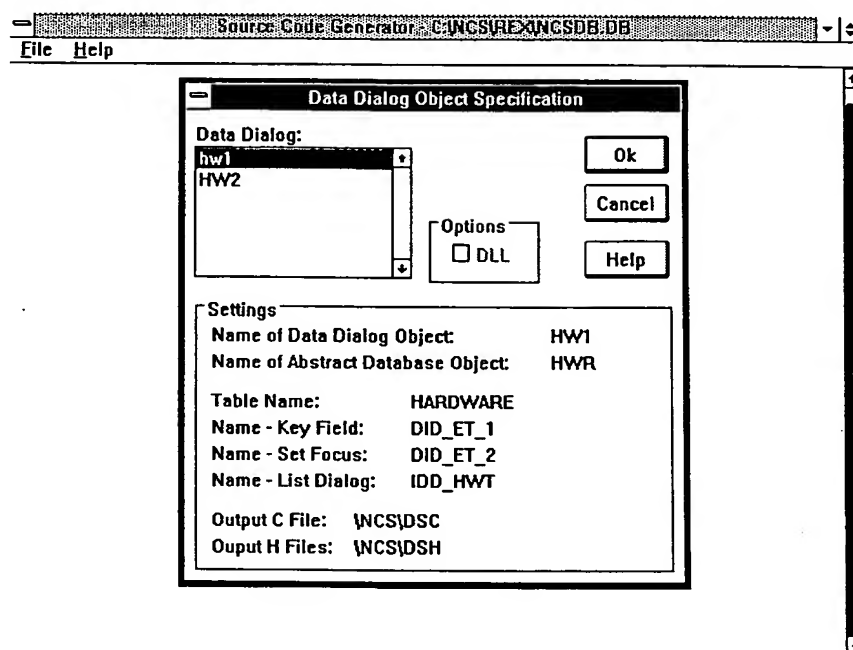 Source Code Generator - C:\NCS\REX\NCSDB.DB
File Help
Data Dialog Object Specification
Data Dialog:
hw1
HW2
Options
DLL
Ok
Cancel
Help
Settings
Name of Data Dialog Object: HW1
Name of Abstract Database Object: HWR
Table Name: HARDWARE
Name - Key Field: DID_ET_1
Name - Set Focus: DID_ET_2
Name - List Dialog: IDD_HWT
Output C File: \NCS\DSC
Ouput H Files: \NCS\DSH